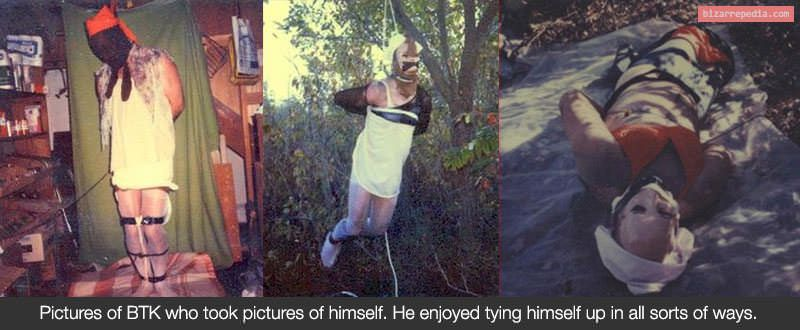 bizarrepedia.com
Pictures of BTK who took pictures of himself. He enjoyed tying himself up in all sorts of ways.